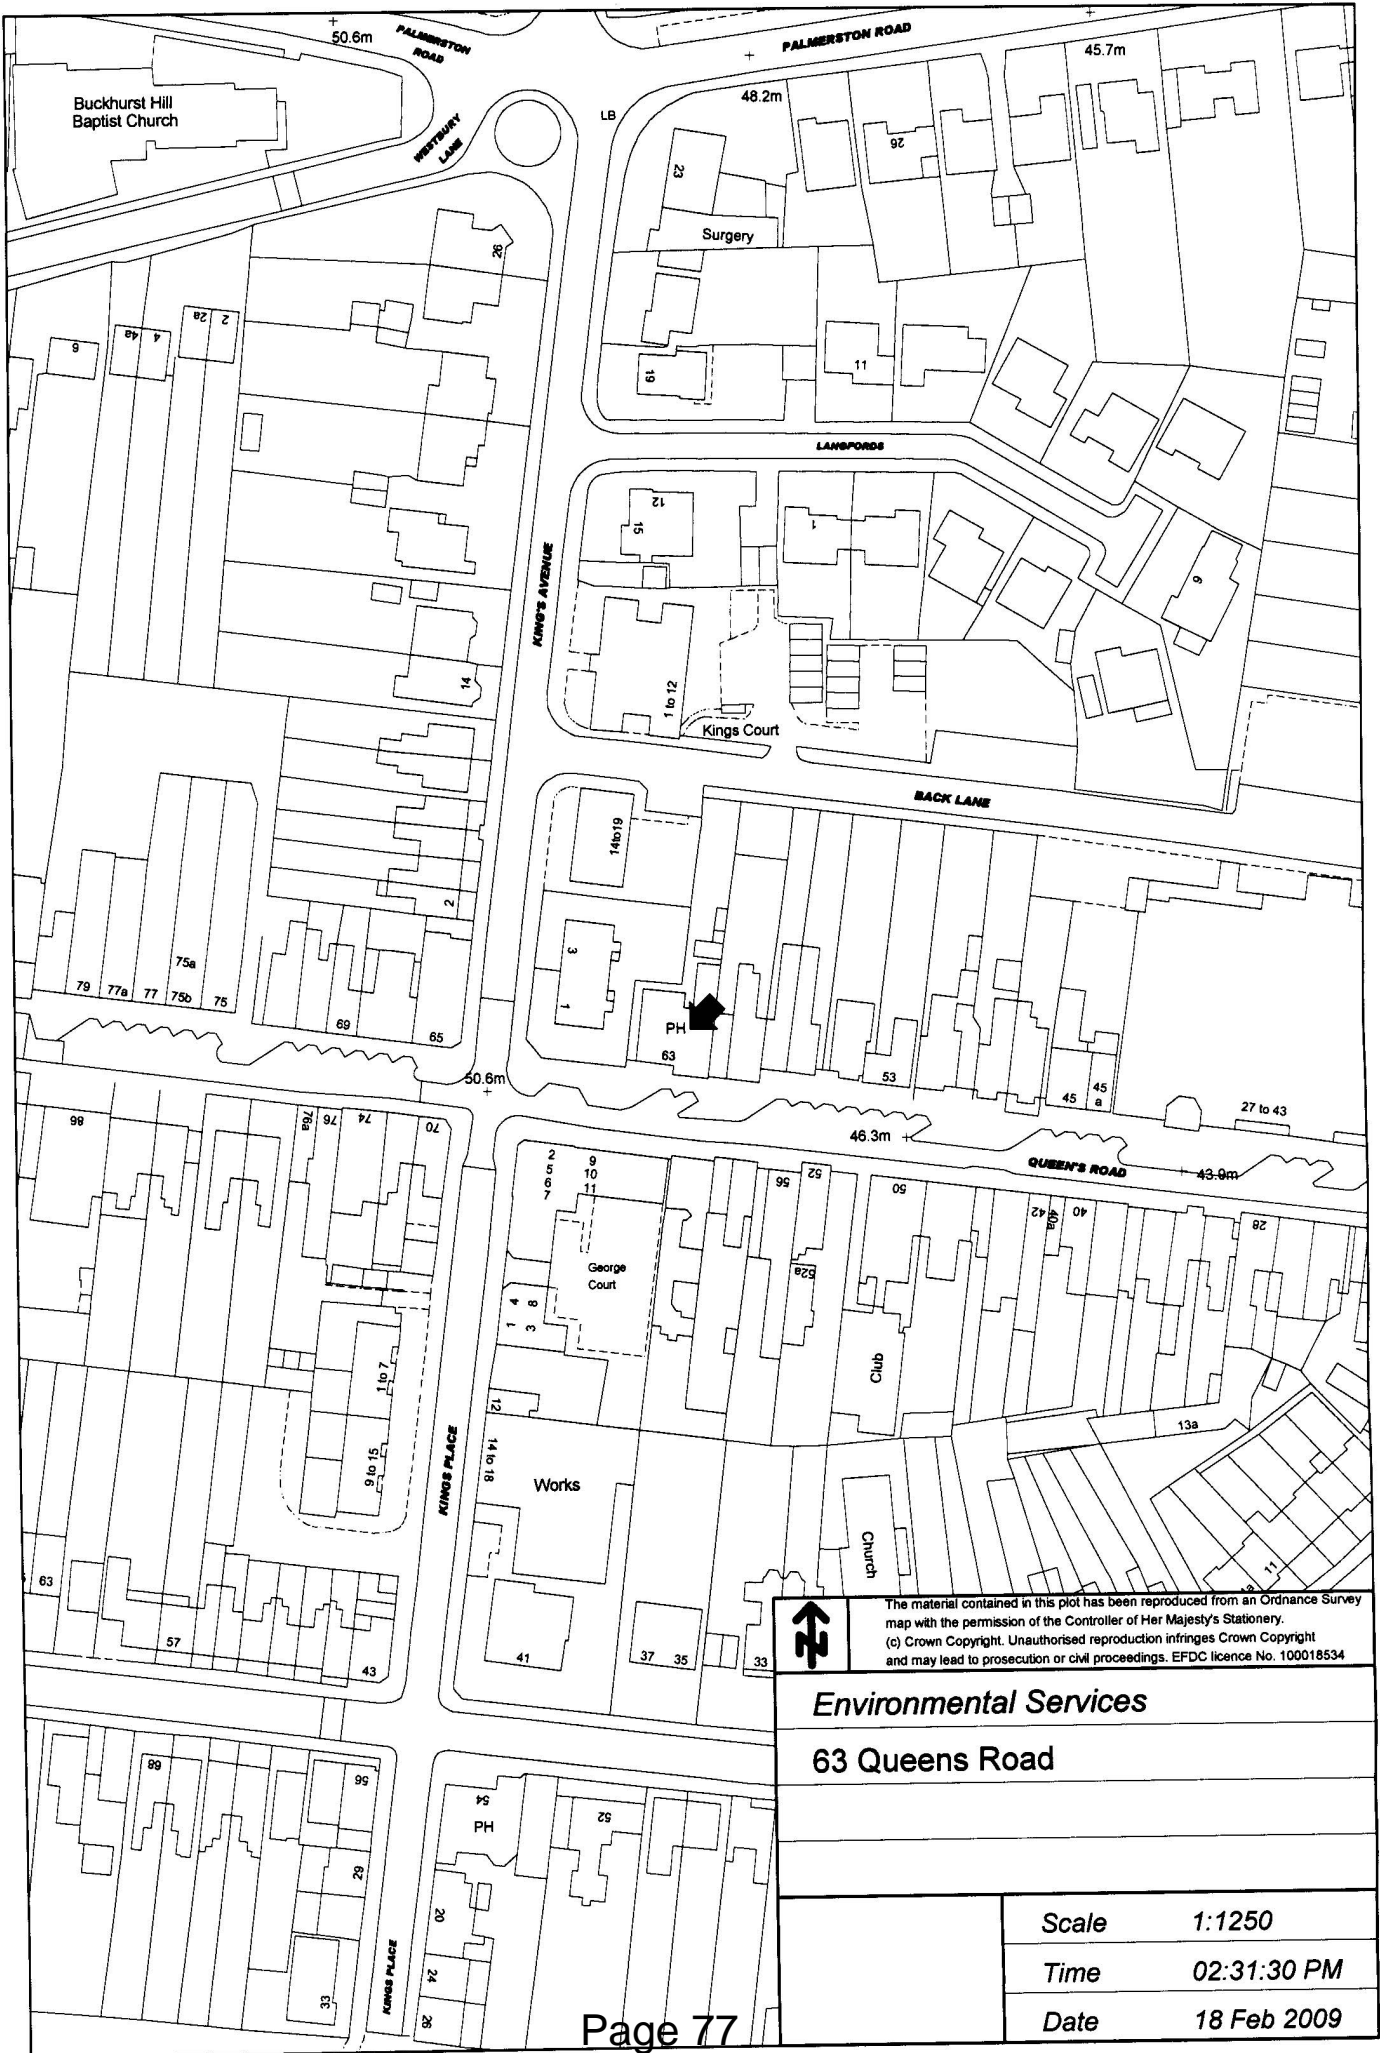 50.6m
PALMERSTON
ROAD
PALMERSTON ROAD
45.7m
48.2m
Buckhurst Hill
Baptist Church
LB
WESTBURY
LANE
23
26
Surgery
26
6
4a
4
2a
2
19
11
LANGFORDS
12
15
1
9
KING'S AVENUE
14
1 to 12
Kings Court
BACK LANE
14to19
2
3
1
75a
79
77a
77
75b
75
69
65
PH
63
53
45
45
a
27 to 43
50.6m
46.3m
QUEEN'S ROAD
43.9m
86
76a
76
74
70
2
5
6
7
9
10
11
56
52
50
42
40a
40
28
George
Court
52a
4
8
1
3
Club
1 to 7
12
13a
KINGS PLACE
14 to 18
9 to 15
Works
Church
11
63
57
43
41
37
35
33
The material contained in this plot has been reproduced from an Ordnance Survey
map with the permission of the Controller of Her Majesty's Stationery.
(c) Crown Copyright. Unauthorised reproduction infringes Crown Copyright
and may lead to prosecution or civil proceedings. EFDC licence No. 100018534
N
Environmental Services
63 Queens Road
68
56
54
PH
52
29
20
33
KINGS PLACE
24
26
Scale 1:1250
Time 02:31:30 PM
Date 18 Feb 2009
Page 77